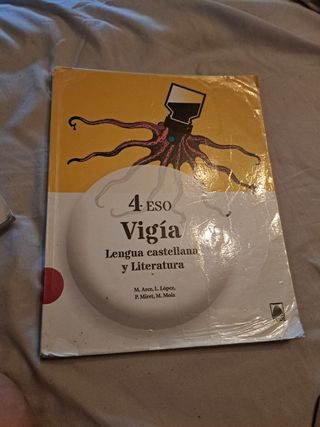 4 ESO
Vigía
Lengua castellana
y Literatura
M. Arce, L. López,
P. Miret, M. Mola